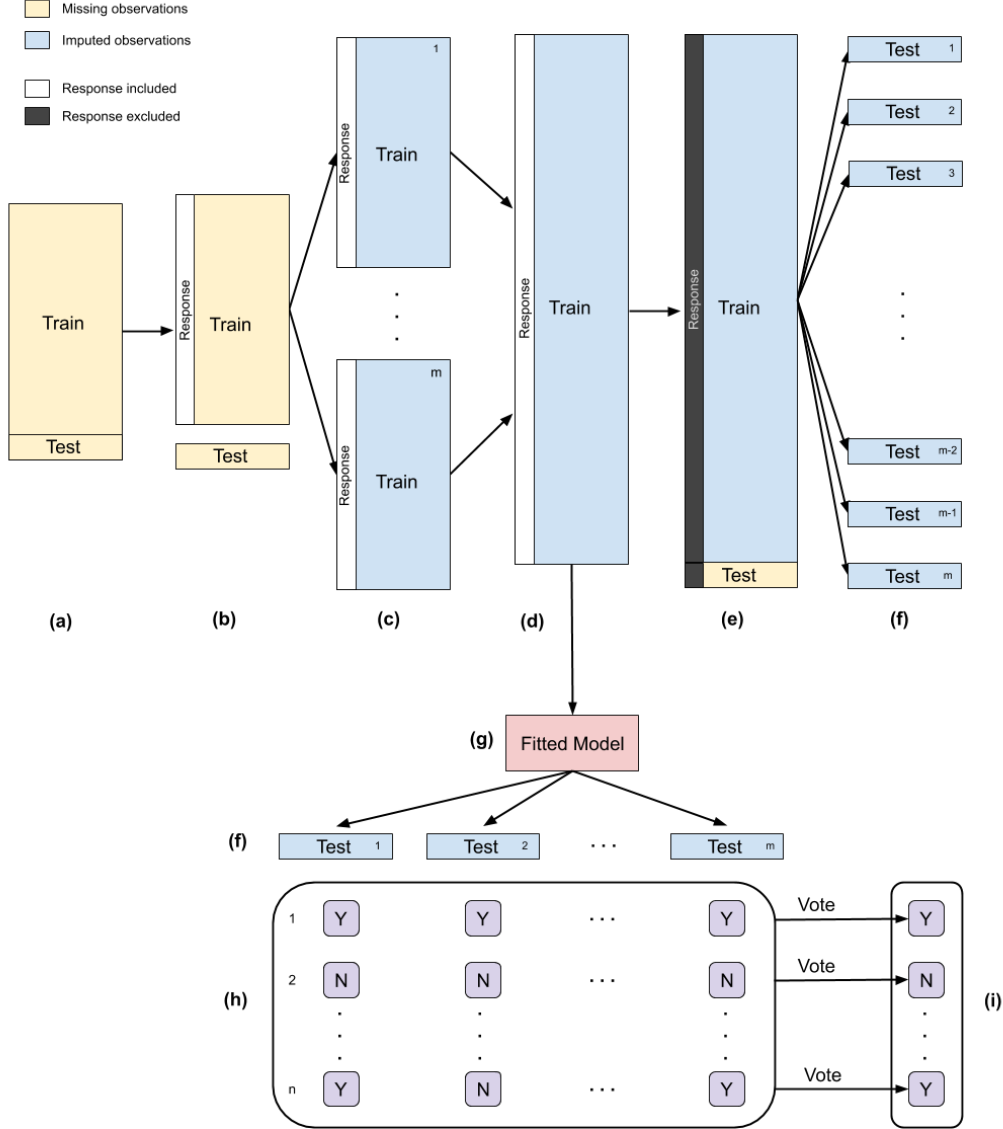 Missing observations
Imputed observations
Response included
Response excluded
Train
Test
(a)
Response
Train
Test
(b)
Response
Train
1
. . .
Response
Train
m
(c)
Response
Train
(d)
Response
Train
Test
(e)
Test 1
Test 2
Test 3
. . .
Test m-2
Test m-1
Test m
(f)
(g)
Fitted Model
(f)
Test 1
Test 2
. . .
Test m
(h)
1 Y Y . . . Y Vote Y
2 N N . . . N Vote N
. . .
n Y N . . . Y Vote Y
(i)